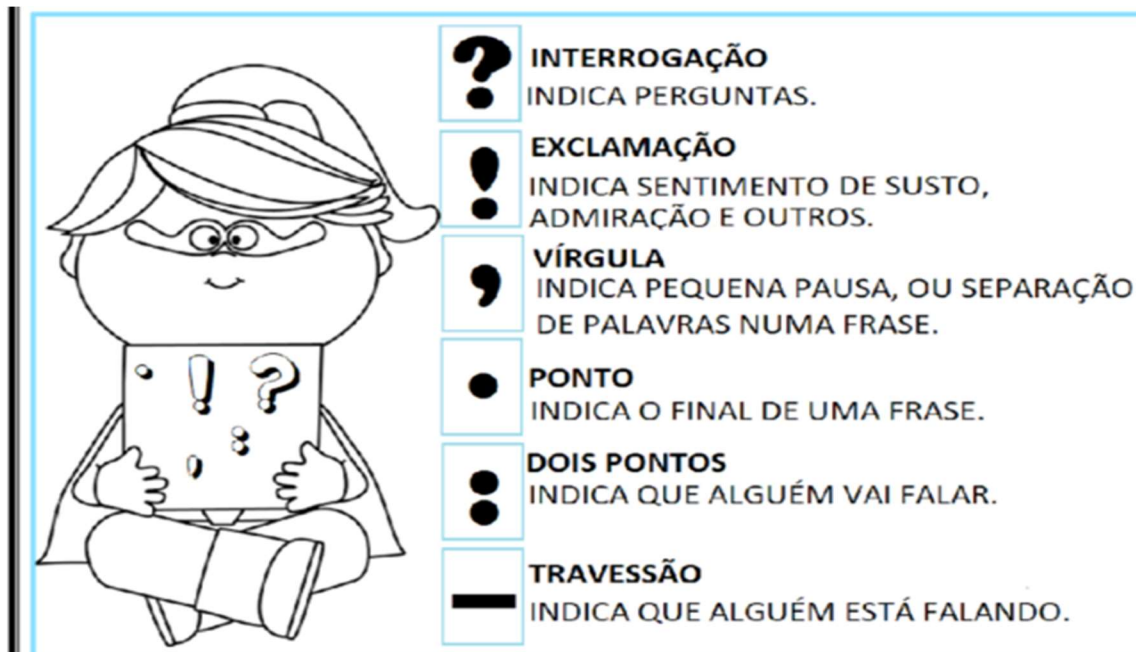 ? INTERROGAÇÃO
INDICA PERGUNTAS.
! EXCLAMAÇÃO
INDICA SENTIMENTO DE SUSTO,
ADMIRAÇÃO E OUTROS.
, VÍRGULA
INDICA PEQUENA PAUSA, OU SEPARAÇÃO
DE PALAVRAS NUMA FRASE.
. PONTO
INDICA O FINAL DE UMA FRASE.
: DOIS PONTOS
INDICA QUE ALGUÉM VAI FALAR.
— TRAVESSÃO
INDICA QUE ALGUÉM ESTÁ FALANDO.
. ! ?
, :